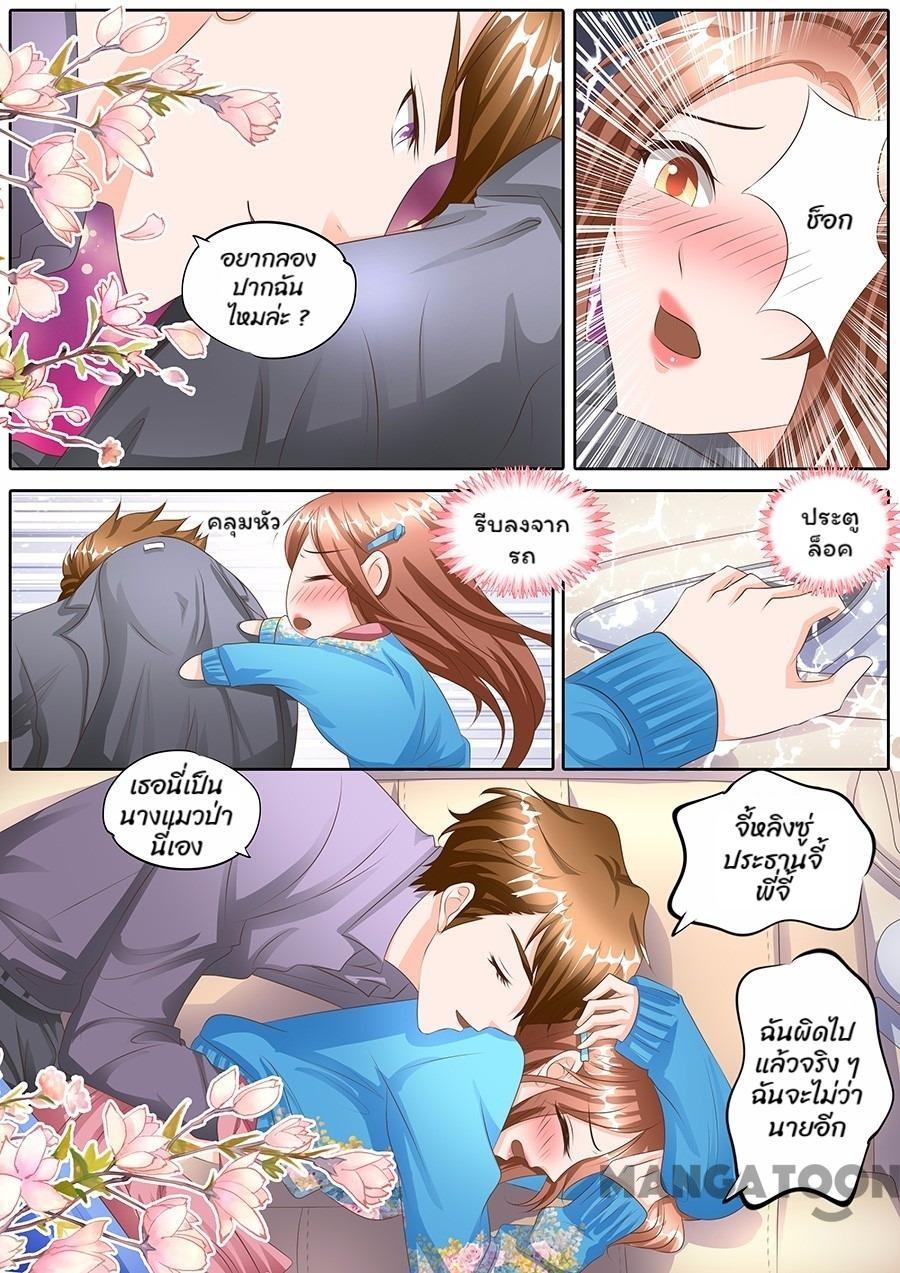 อยากลอง
ปากฉัน
ไหมล่ะ ?
ช็อก
คลุมหัว
รีบลงจาก
รถ
ประตู
ล็อค
เธอนี่เป็น
นางแมวป่า
นี่เอง
จี้หลิงซู่
ประธานจี้
พี่จี้
ฉันผิดไป
แล้วจริง ๆ
ฉันจะไม่ว่า
นายอีก
MANGATOON